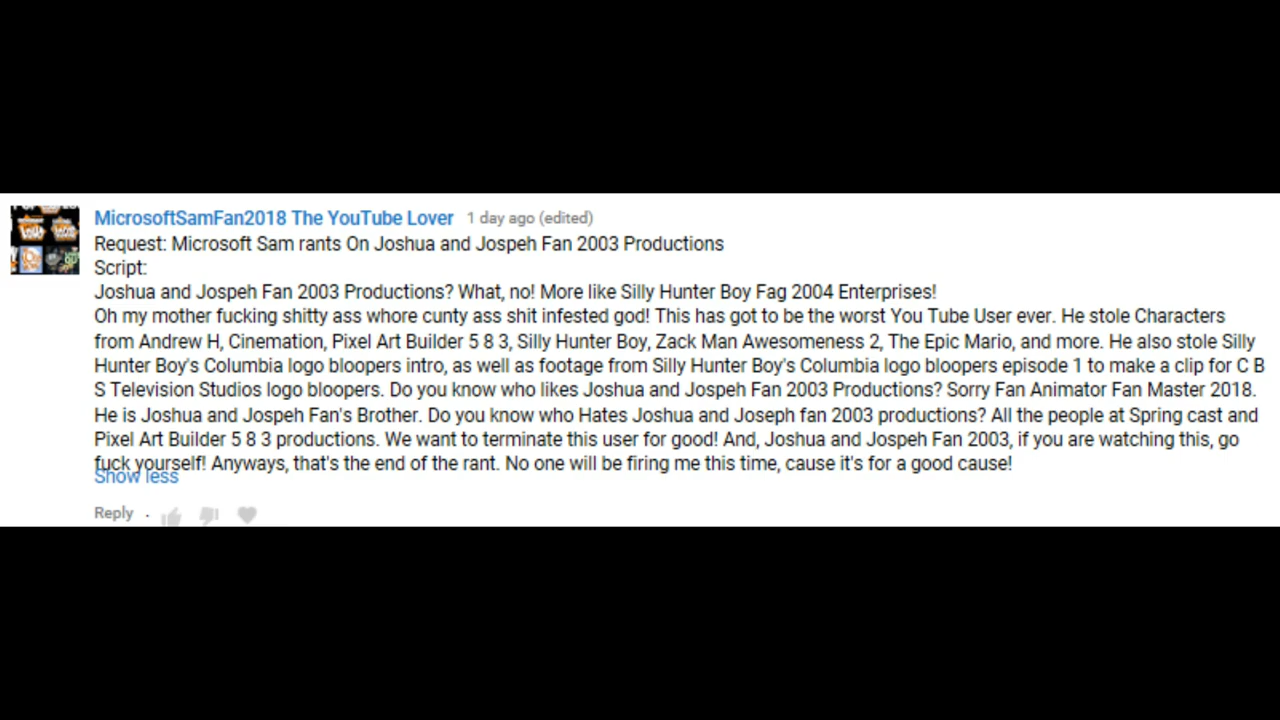 MicrosoftSamFan2018 The YouTube Lover 1 day ago (edited)
Request: Microsoft Sam rants On Joshua and Jospeh Fan 2003 Productions
Script:
Joshua and Jospeh Fan 2003 Productions? What, no! More like Silly Hunter Boy Fag 2004 Enterprises!
Oh my mother fucking shitty ass whore cunty ass shit infested god! This has got to be the worst You Tube User ever. He stole Characters
from Andrew H, Cinemation, Pixel Art Builder 5 8 3, Silly Hunter Boy, Zack Man Awesomeness 2, The Epic Mario, and more. He also stole Silly
Hunter Boy's Columbia logo bloopers intro, as well as footage from Silly Hunter Boy's Columbia logo bloopers episode 1 to make a clip for C B
S Television Studios logo bloopers. Do you know who likes Joshua and Jospeh Fan 2003 Productions? Sorry Fan Animator Fan Master 2018.
He is Joshua and Jospeh Fan's Brother. Do you know who Hates Joshua and Joseph fan 2003 productions? All the people at Spring cast and
Pixel Art Builder 5 8 3 productions. We want to terminate this user for good! And, Joshua and Jospeh Fan 2003, if you are watching this, go
fuck yourself! Anyways, that's the end of the rant. No one will be firing me this time, cause it's for a good cause!
Show less
Reply ·